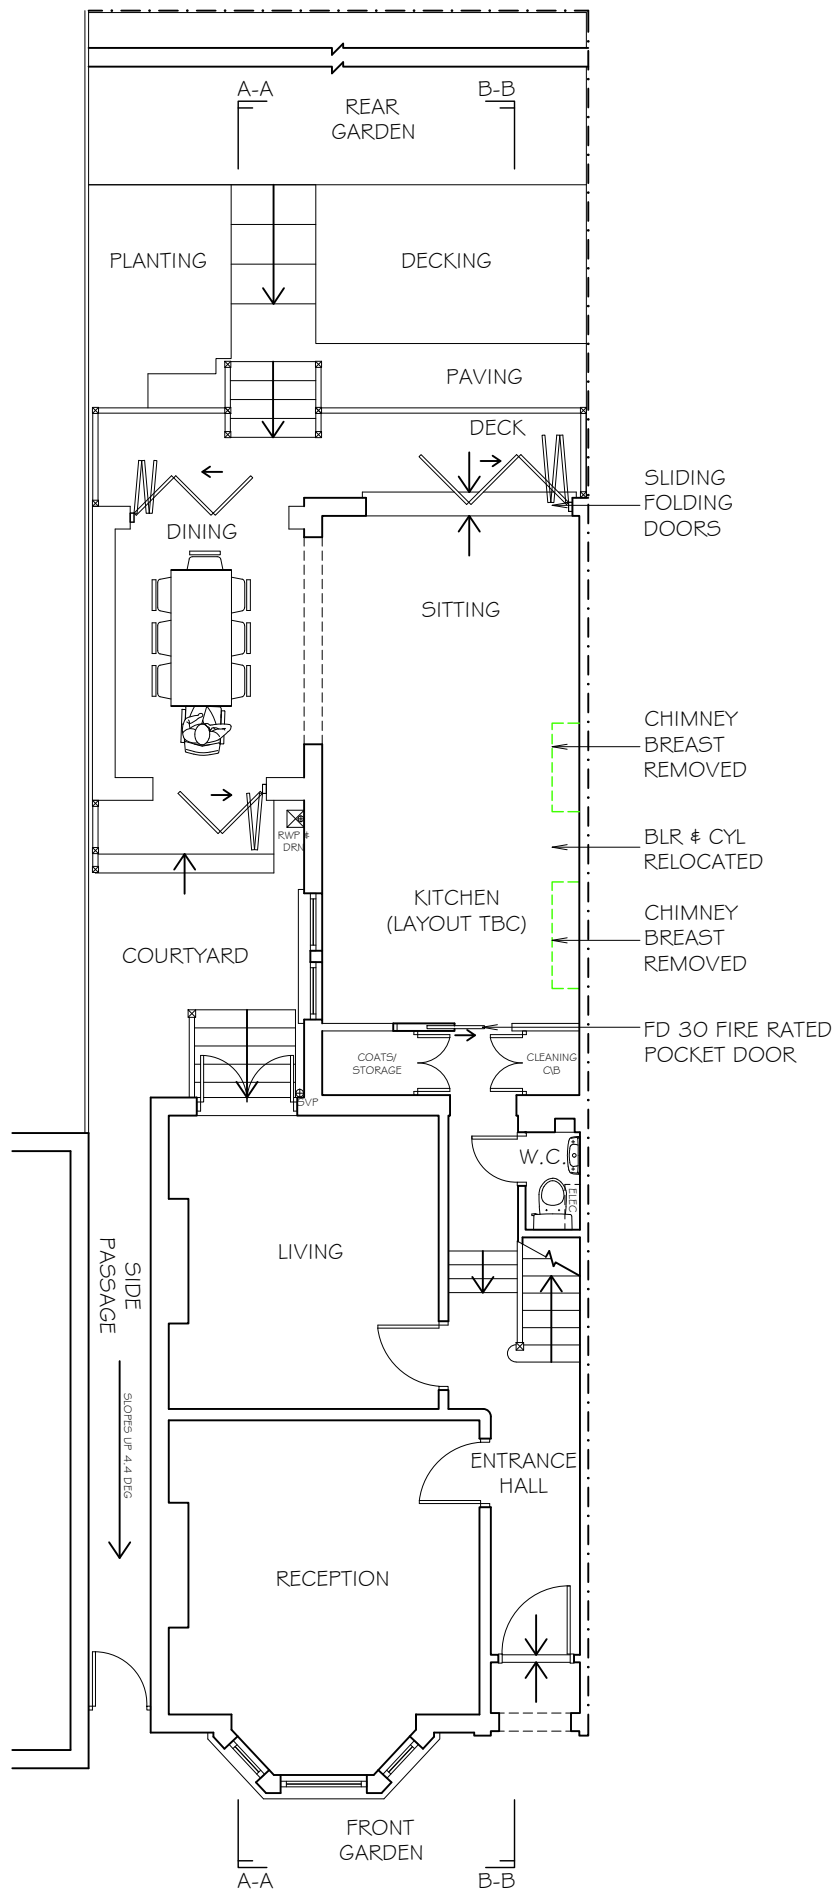 A-A
B-B
REAR
GARDEN
PLANTING
DECKING
PAVING
DECK
SLIDING
FOLDING
DOORS
DINING
SITTING
CHIMNEY
BREAST
REMOVED
RWP &
DRN
BLR & CYL
RELOCATED
KITCHEN
(LAYOUT TBC)
CHIMNEY
BREAST
REMOVED
COURTYARD
FD 30 FIRE RATED
POCKET DOOR
COATS/
STORAGE
CLEANING
C\B
SVP
W.C.
ELEC
LIVING
SIDE
PASSAGE
SLOPES UP 4.4 DEG
ENTRANCE
HALL
RECEPTION
FRONT
GARDEN
A-A
B-B